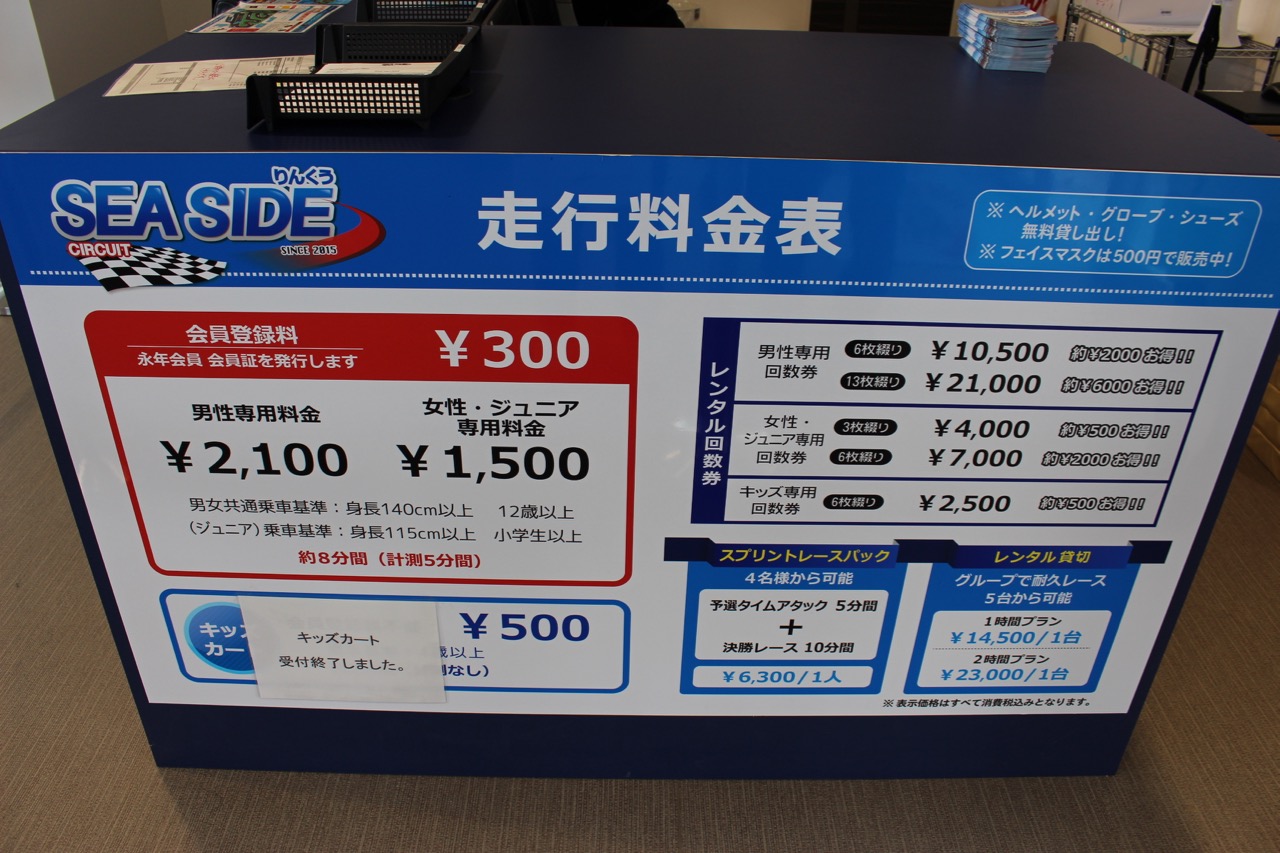 りんくう
SEA SIDE
CIRCUIT
SINCE 2015
走行料金表
※ ヘルメット・グローブ・シューズ
無料貸し出し!
※ フェイスマスクは500円で販売中!
会員登録料
永年会員 会員証を発行します
¥300
男性専用料金
¥2,100
女性・ジュニア
専用料金
¥1,500
男女共通乗車基準：身長140cm以上 12歳以上
（ジュニア）乗車基準：身長115cm以上 小学生以上
約8分間（計測5分間）
キッズ
カー
¥500
歳以上
なし）
キッズカート
受付終了しました。
レンタル回数券
男性専用
回数券
6枚綴り ¥10,500 約¥2000お得!!
13枚綴り ¥21,000 約¥6000お得!!
女性・
ジュニア専用
回数券
3枚綴り ¥4,000 約¥500お得!!
6枚綴り ¥7,000 約¥2000お得!!
キッズ専用
回数券
6枚綴り ¥2,500 約¥500お得!!
スプリントレースパック
4名様から可能
予選タイムアタック 5分間
+
決勝レース 10分間
¥6,300/1人
レンタル貸切
グループで耐久レース
5台から可能
1時間プラン
¥14,500/1台
2時間プラン
¥23,000/1台
※ 表示価格はすべて消費税込みとなります。